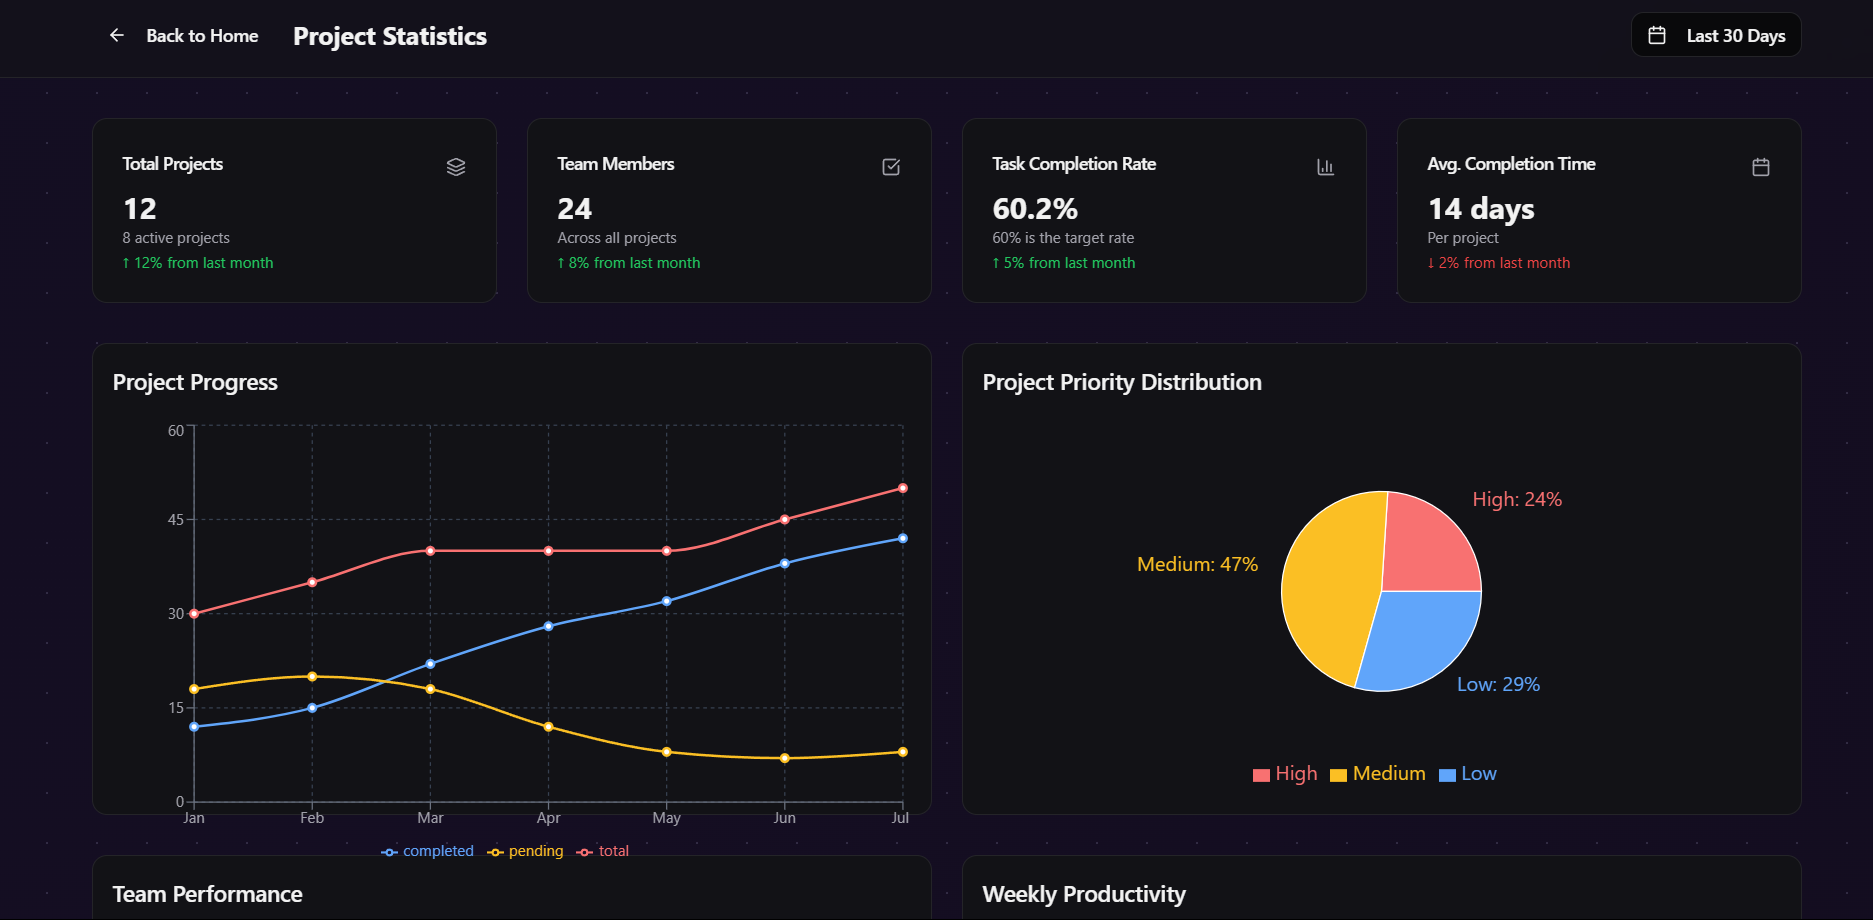 Back to Home
Project Statistics
Last 30 Days
Total Projects
12
8 active projects
↑ 12% from last month
Team Members
24
Across all projects
↑ 8% from last month
Task Completion Rate
60.2%
60% is the target rate
↑ 5% from last month
Avg. Completion Time
14 days
Per project
↓ 2% from last month
Project Progress
60
45
30
15
0
Jan Feb Mar Apr May Jun Jul
completed pending total
Project Priority Distribution
High: 24%
Medium: 47%
Low: 29%
High Medium Low
Team Performance
Weekly Productivity